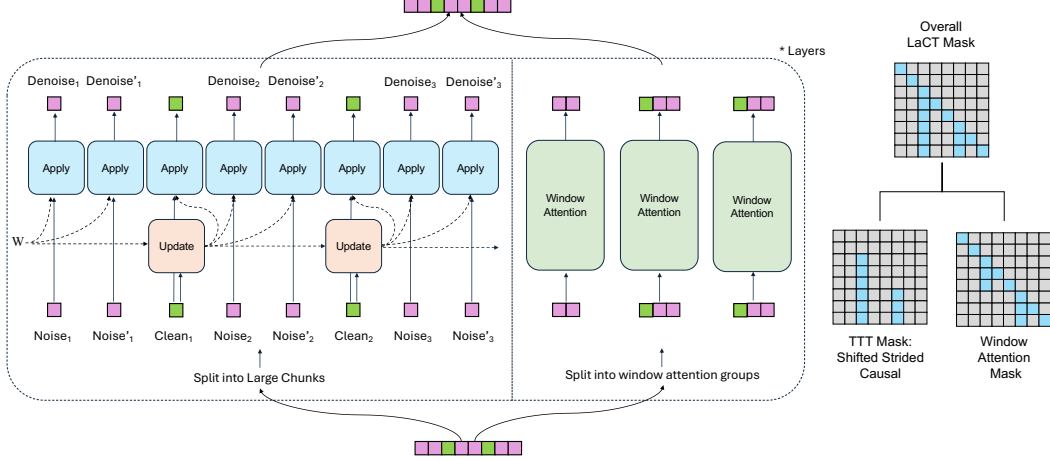 * Layers
Overall
LaCT Mask
Denoise₁ Denoise'₁ Denoise₂ Denoise'₂ Denoise₃ Denoise'₃
Apply Apply Apply Apply Apply Apply Apply Apply
Window
Attention
Window
Attention
Window
Attention
W
Update Update
Noise₁ Noise'₁ Clean₁ Noise₂ Noise'₂ Clean₂ Noise₃ Noise'₃
TTT Mask:
Shifted Strided
Causal
Window
Attention
Mask
Split into Large Chunks
Split into window attention groups